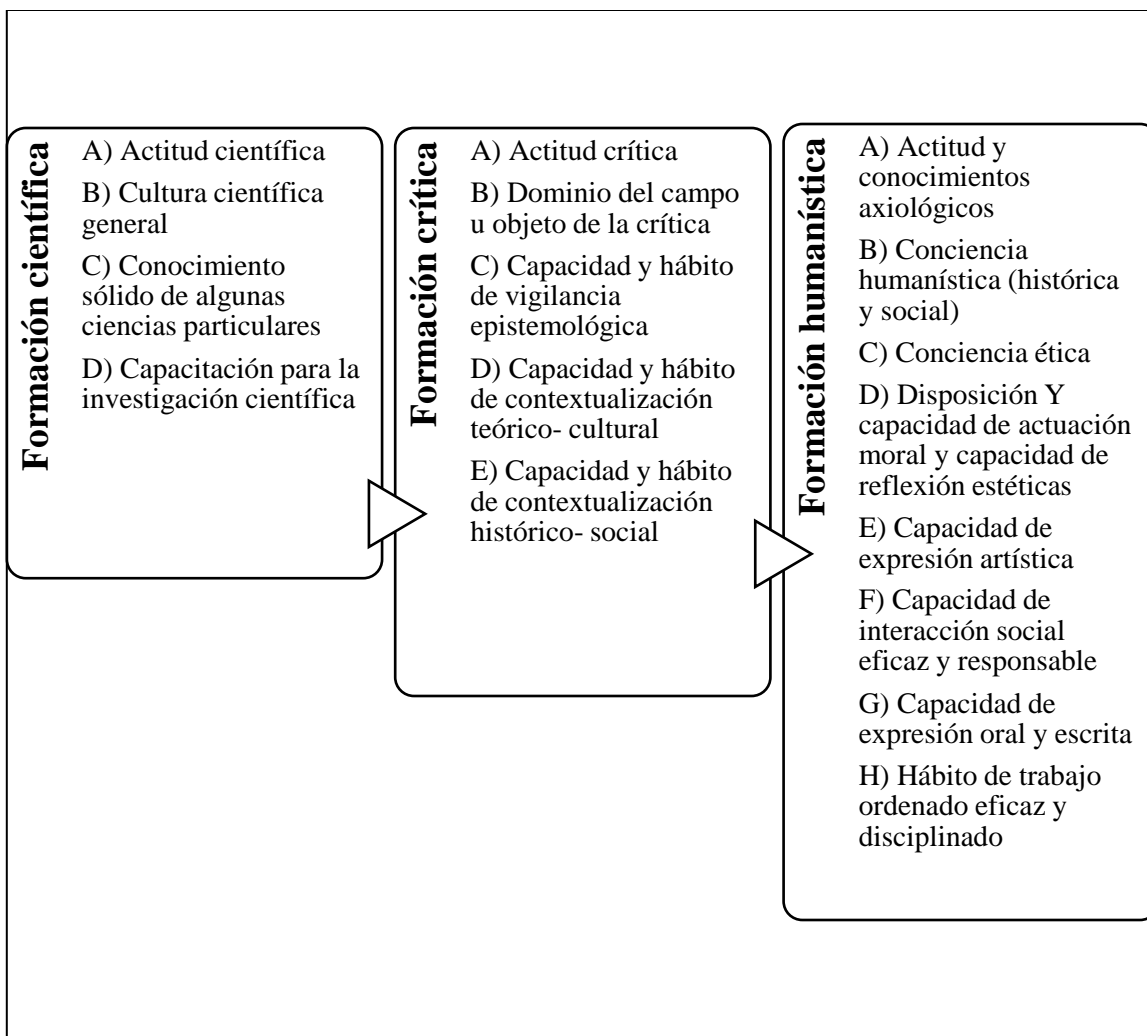 Formación científica
A) Actitud científica
B) Cultura científica
general
C) Conocimiento
sólido de algunas
ciencias particulares
D) Capacitación para la
investigación científica
Formación crítica
A) Actitud crítica
B) Dominio del campo
u objeto de la crítica
C) Capacidad y hábito
de vigilancia
epistemológica
D) Capacidad y hábito
de contextualización
teórico- cultural
E) Capacidad y hábito
de contextualización
histórico- social
Formación humanística
A) Actitud y
conocimientos
axiológicos
B) Conciencia
humanística (histórica
y social)
C) Conciencia ética
D) Disposición Y
capacidad de actuación
moral y capacidad de
reflexión estéticas
E) Capacidad de
expresión artística
F) Capacidad de
interacción social
eficaz y responsable
G) Capacidad de
expresión oral y escrita
H) Hábito de trabajo
ordenado eficaz y
disciplinado